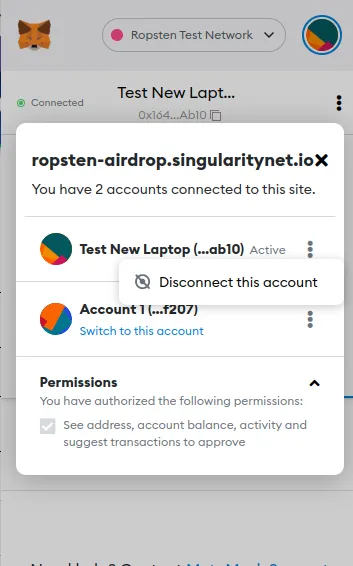 Ropsten Test Network
Connected
Test New Lapt...
0x164...Ab10
ropsten-airdrop.singularitynet.io
You have 2 accounts connected to this site.
Test New Laptop (...ab10) Active
Disconnect this account
Account 1 (...f207)
Switch to this account
Permissions
You have authorized the following permissions:
See address, account balance, activity and
suggest transactions to approve